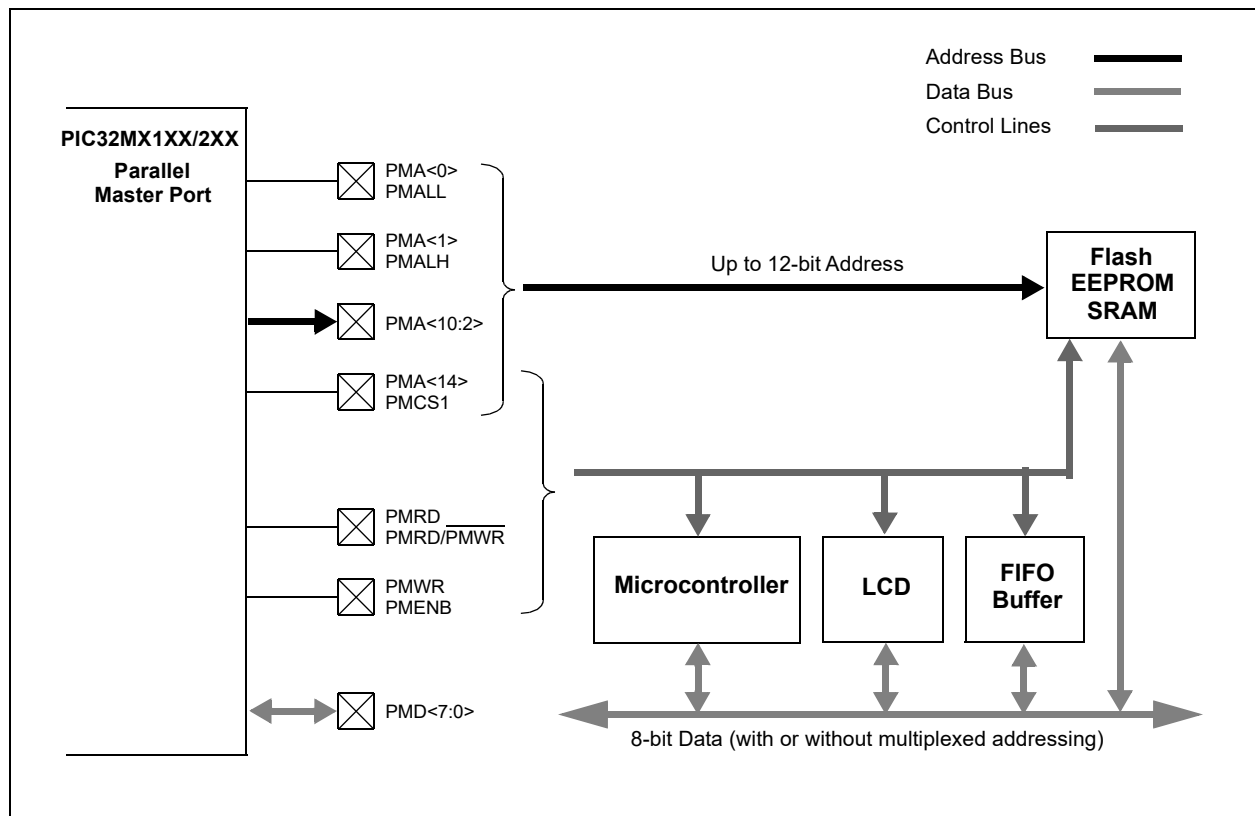 Address Bus
Data Bus
Control Lines
PIC32MX1XX/2XX
Parallel
Master Port
PMA<0>
PMALL
PMA<1>
PMALH
PMA<10:2>
PMA<14>
PMCS1
PMRD
PMRD/PMWR
PMWR
PMENB
PMD<7:0>
Up to 12-bit Address
Flash
EEPROM
SRAM
Microcontroller
LCD
FIFO
Buffer
8-bit Data (with or without multiplexed addressing)